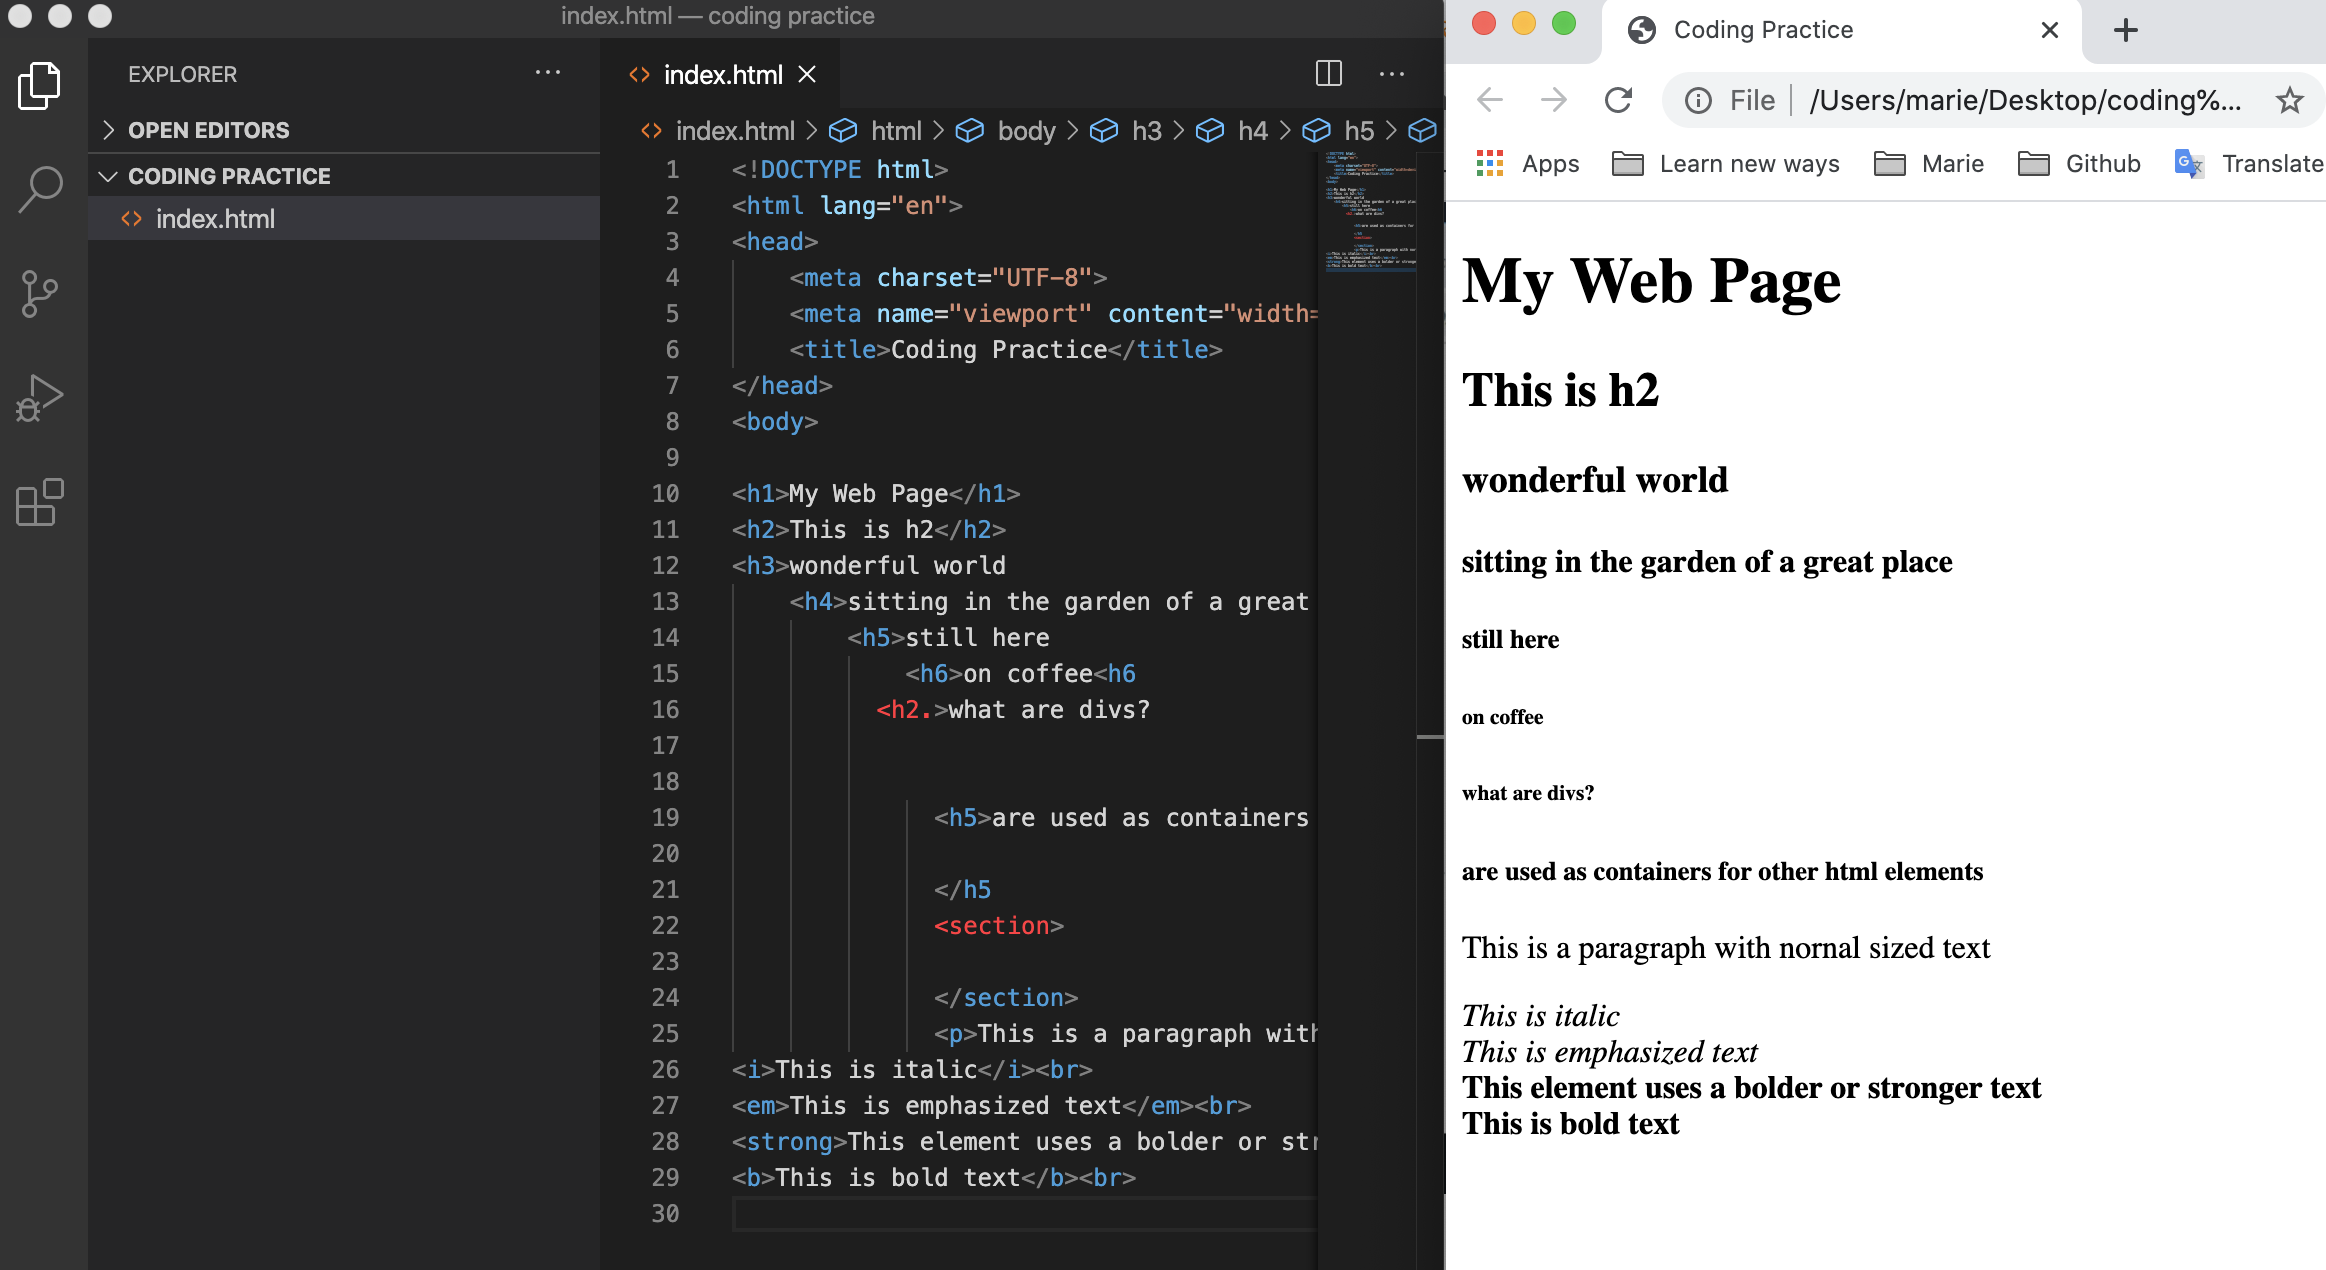 index.html — coding practice
EXPLORER
OPEN EDITORS
CODING PRACTICE
index.html
index.html
index.html > html > body > h3 > h4 > h5 >
1 <!DOCTYPE html>
2 <html lang="en">
3 <head>
4 <meta charset="UTF-8">
5 <meta name="viewport" content="width=
6 <title>Coding Practice</title>
7 </head>
8 <body>
9
10 <h1>My Web Page</h1>
11 <h2>This is h2</h2>
12 <h3>wonderful world
13 <h4>sitting in the garden of a great
14 <h5>still here
15 <h6>on coffee<h6
16 <h2.>what are divs?
17
18
19 <h5>are used as containers
20
21 </h5
22 <section>
23
24 </section>
25 <p>This is a paragraph with
26 <i>This is italic</i><br>
27 <em>This is emphasized text</em><br>
28 <strong>This element uses a bolder or str
29 <b>This is bold text</b><br>
30
Coding Practice
File | /Users/marie/Desktop/coding%...
Apps Learn new ways Marie Github Translate
My Web Page
This is h2
wonderful world
sitting in the garden of a great place
still here
on coffee
what are divs?
are used as containers for other html elements
This is a paragraph with nornal sized text
This is italic
This is emphasized text
This element uses a bolder or stronger text
This is bold text